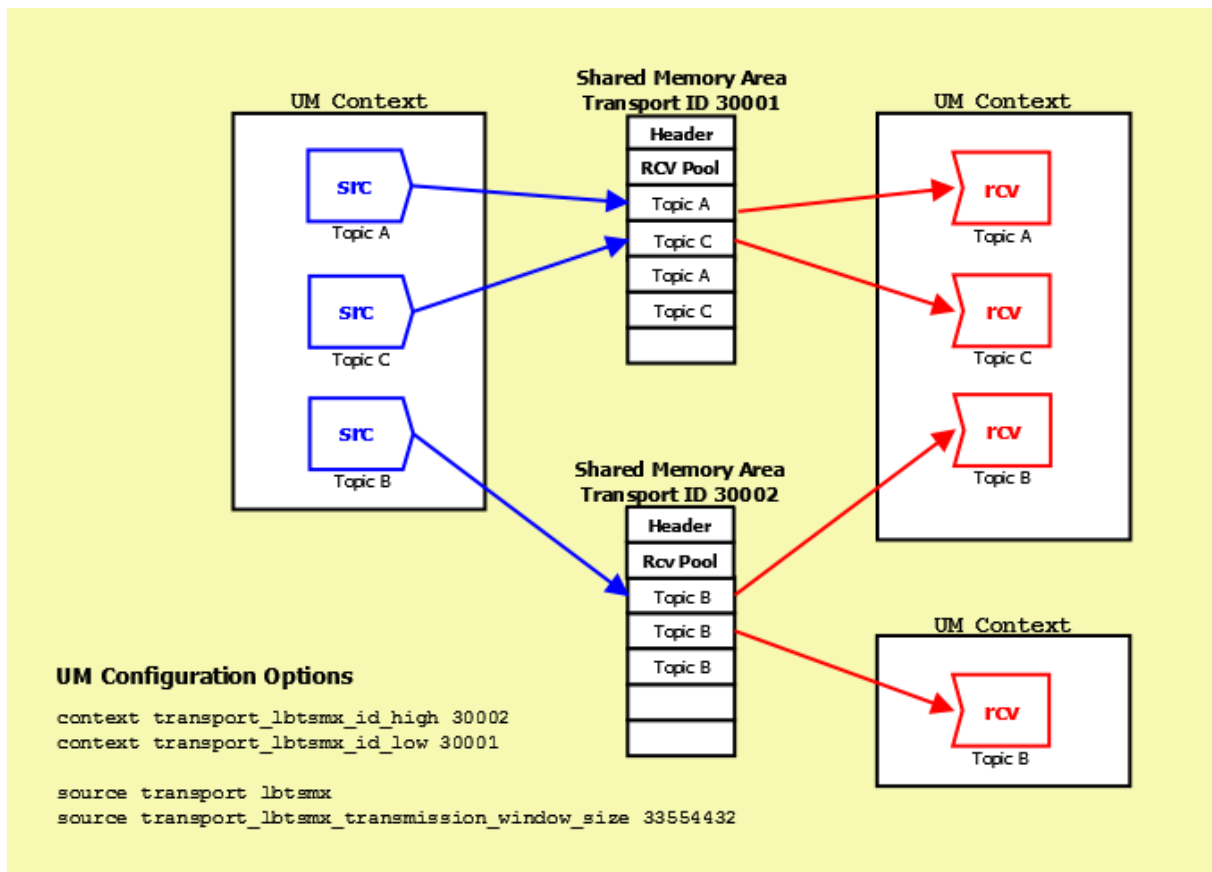 UM Context
src
Topic A
src
Topic C
src
Topic B
Shared Memory Area
Transport ID 30001
Header
RCV Pool
Topic A
Topic C
Topic A
Topic C
Shared Memory Area
Transport ID 30002
Header
Rcv Pool
Topic B
Topic B
Topic B
UM Context
rcv
Topic A
rcv
Topic C
rcv
Topic B
UM Context
rcv
Topic B
UM Configuration Options
context transport_lbtsmx_id_high 30002
context transport_lbtsmx_id_low 30001
source transport lbtsmx
source transport_lbtsmx_transmission_window_size 33554432